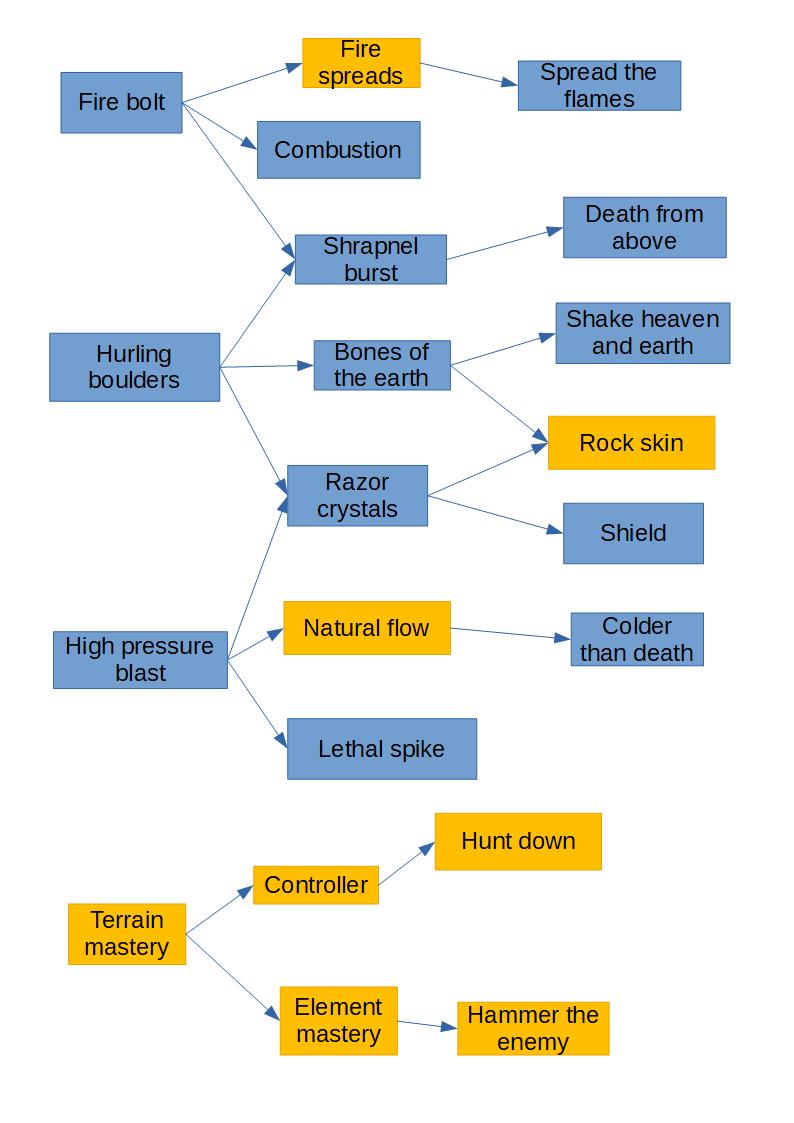 Fire
spreads
Spread the
flames
Fire bolt
Combustion
Death from
above
Shrapnel
burst
Shake heaven
and earth
Hurling
boulders
Bones of
the earth
Rock skin
Razor
crystals
Shield
Natural flow
Colder
than death
High pressure
blast
Lethal spike
Hunt down
Controller
Terrain
mastery
Element
mastery
Hammer the
enemy